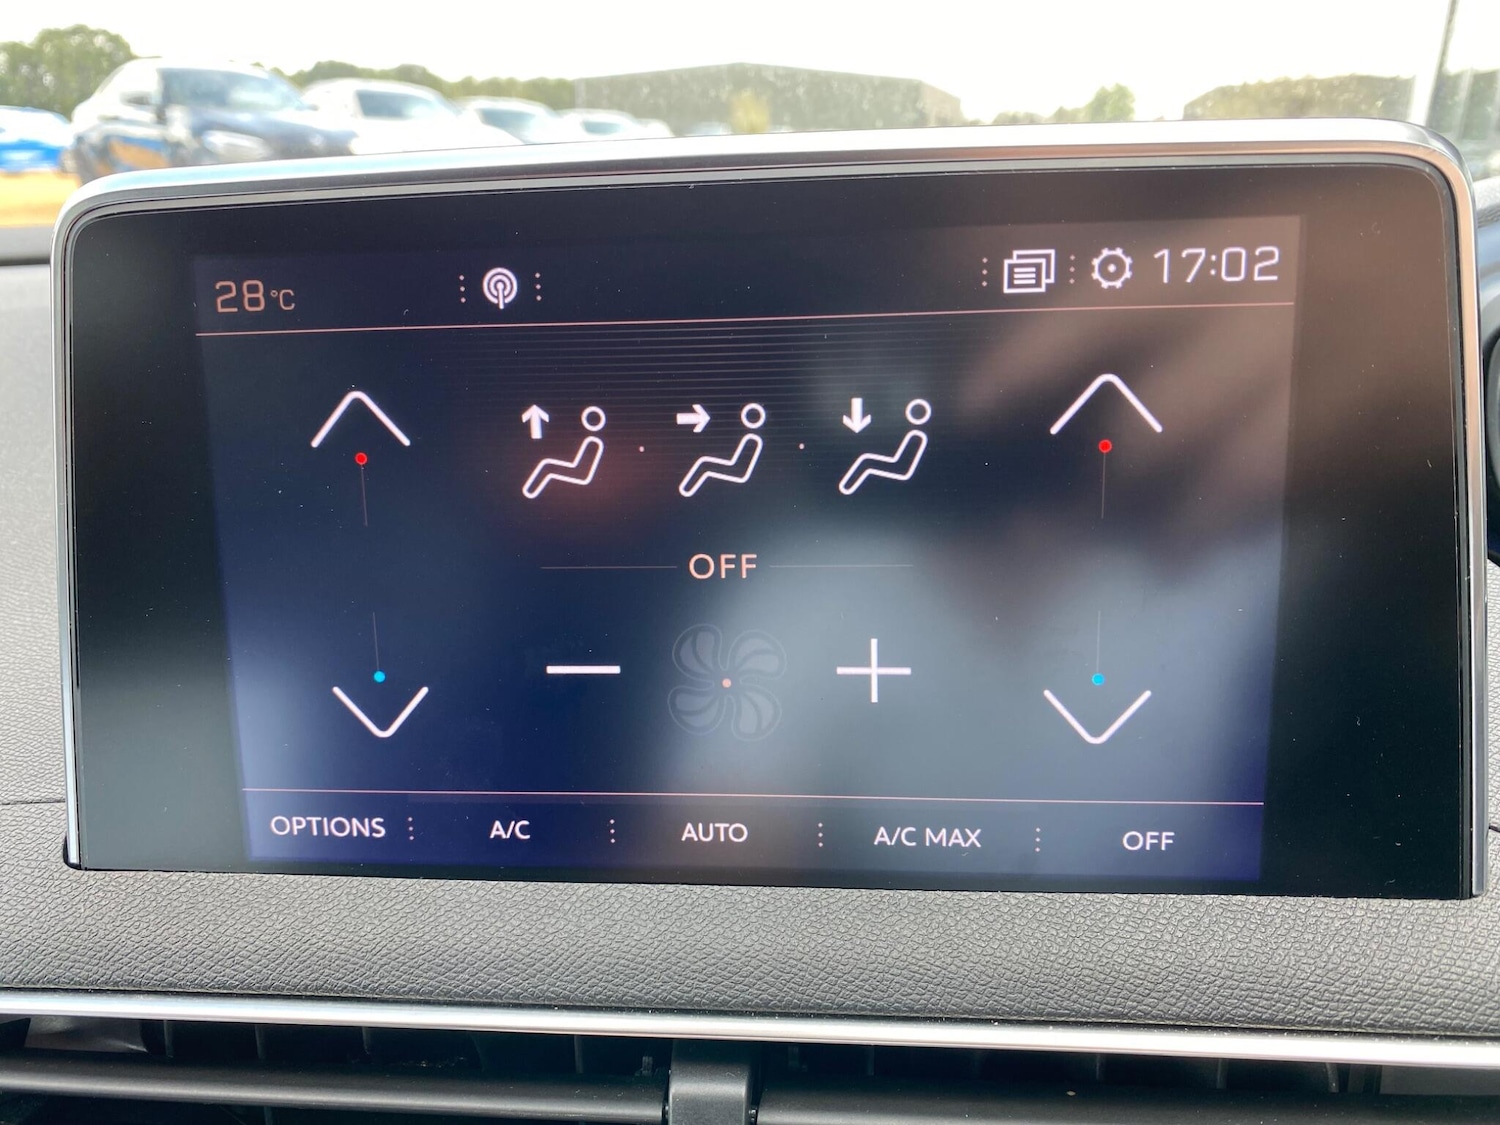 28°C
17:02
OFF
OPTIONS
A/C
AUTO
A/C MAX
OFF